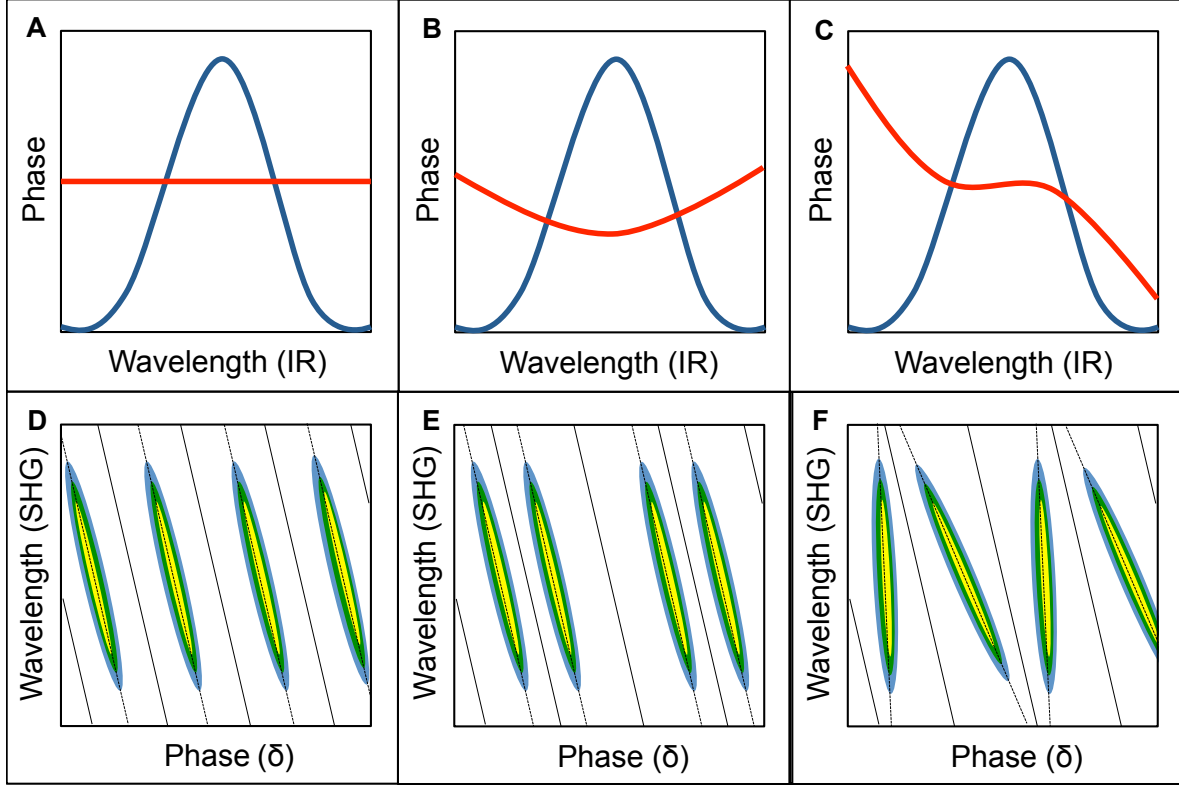 A
Phase
Wavelength (IR)
B
Phase
Wavelength (IR)
C
Phase
Wavelength (IR)
D
Wavelength (SHG)
Phase (δ)
E
Wavelength (SHG)
Phase (δ)
F
Wavelength (SHG)
Phase (δ)